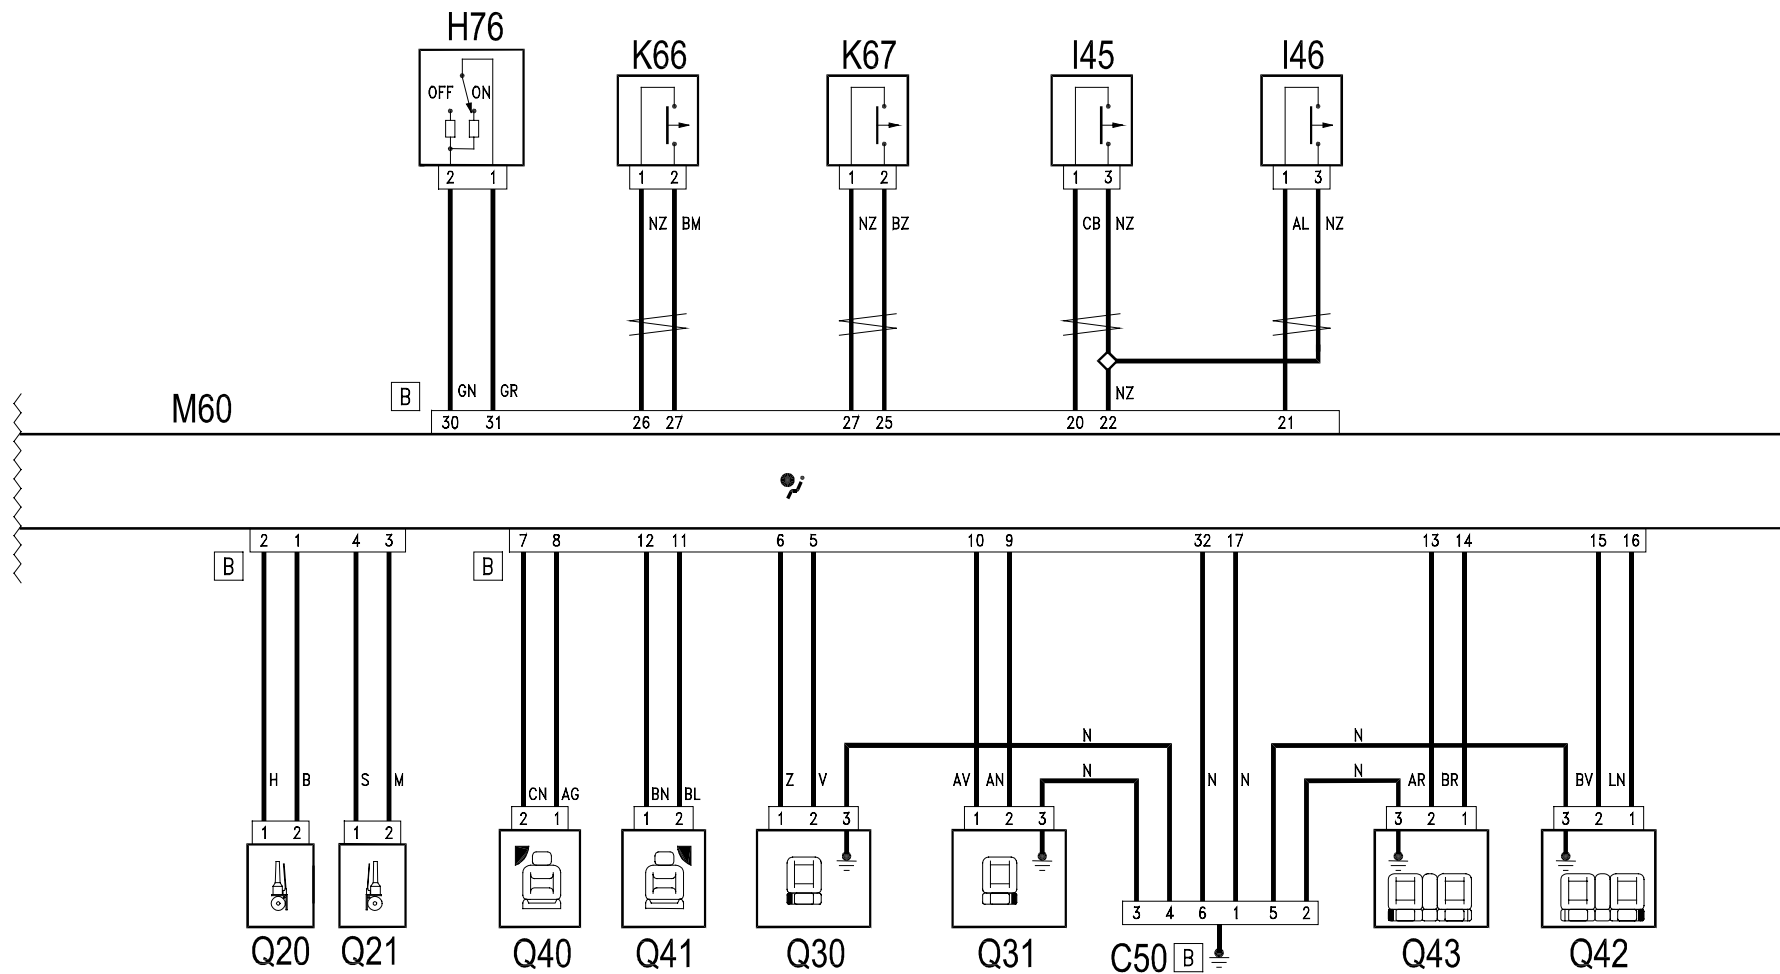 H76
K66 K67 I45 I46
OFF ON
2 1 1 2 1 2 1 3 1 3
NZ BM NZ BZ CB NZ AL NZ
GN GR NZ
B
M60
30 31 26 27 27 25 20 22 21
2 1 4 3 7 8 12 11 6 5 10 9 32 17 13 14 15 16
B B
N N
H B S M Z V AV AN N N N N AR BR BV LN
CN AG BN BL
2 1 1 2 1 2 3 1 2 3 3 2 1 3 2 1
1 2 1 2
3 4 6 1 5 2
Q20 Q21 Q40 Q41 Q30 Q31 C50 B Q43 Q42